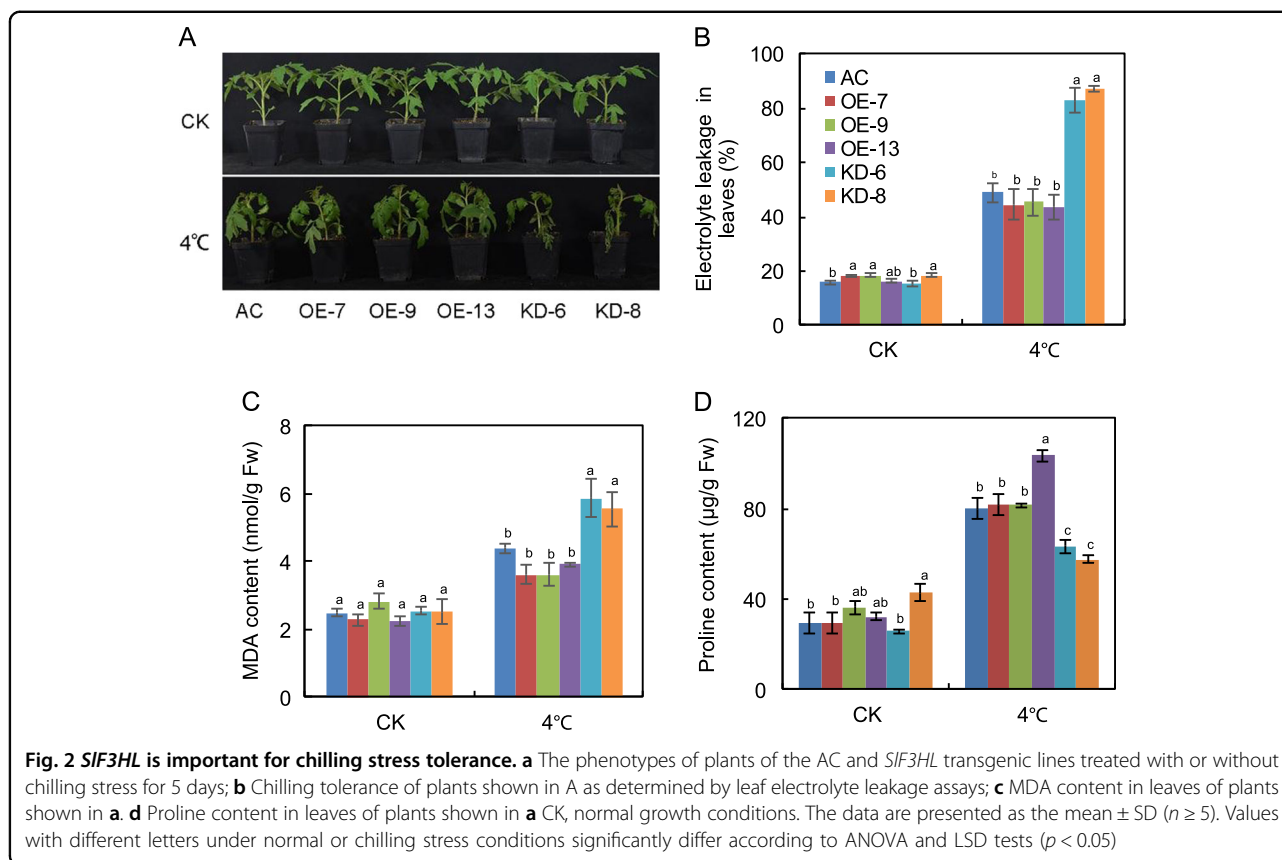 A
CK
4℃
AC OE-7 OE-9 OE-13 KD-6 KD-8
B
Electrolyte leakage in
leaves (%)
100
80
60
40
20
0
AC
OE-7
OE-9
OE-13
KD-6
KD-8
b a a ab b a
b b b b a a
CK 4℃
C
MDA content (nmol/g Fw)
8
6
4
2
0
a a a a a a
b b b b a a
CK 4℃
D
Proline content (µg/g Fw)
120
80
40
0
b b ab ab b a
b b b a c c
CK 4℃
Fig. 2 SlF3HL is important for chilling stress tolerance. a The phenotypes of plants of the AC and SlF3HL transgenic lines treated with or without
chilling stress for 5 days; b Chilling tolerance of plants shown in A as determined by leaf electrolyte leakage assays; c MDA content in leaves of plants
shown in a. d Proline content in leaves of plants shown in a CK, normal growth conditions. The data are presented as the mean ± SD (n ≥ 5). Values
with different letters under normal or chilling stress conditions significantly differ according to ANOVA and LSD tests (p < 0.05)